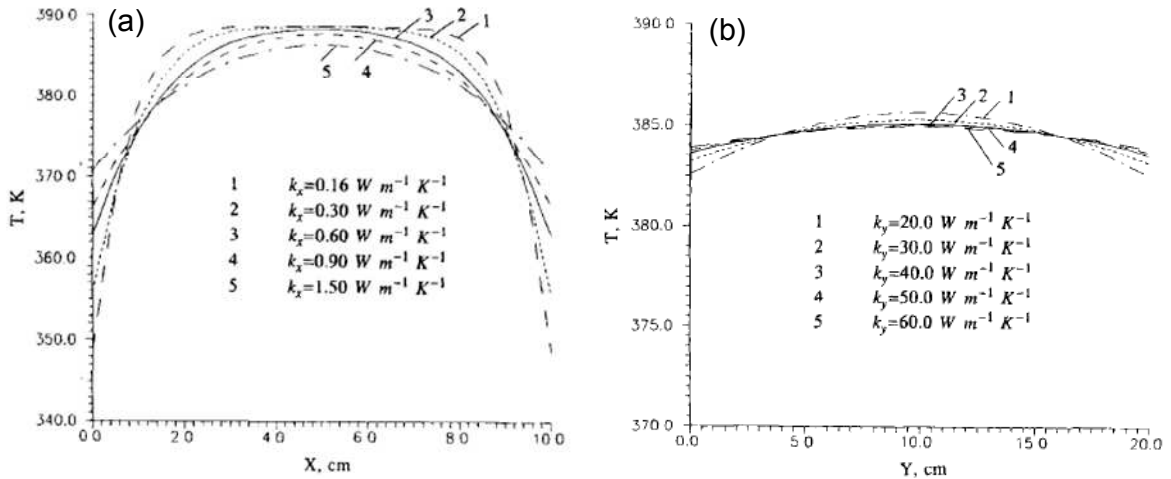 (a)
3 2 1
390.0
380.0
370.0
360.0
350.0
340.0
T, K
5 4
1 kₓ=0.16 W m⁻¹ K⁻¹
2 kₓ=0.30 W m⁻¹ K⁻¹
3 kₓ=0.60 W m⁻¹ K⁻¹
4 kₓ=0.90 W m⁻¹ K⁻¹
5 kₓ=1.50 W m⁻¹ K⁻¹
0.0 2.0 4.0 6.0 8.0 10.0
X, cm
(b)
390.0
385.0
380.0
375.0
370.0
T, K
3 2 1
5 4
1 k_y=20.0 W m⁻¹ K⁻¹
2 k_y=30.0 W m⁻¹ K⁻¹
3 k_y=40.0 W m⁻¹ K⁻¹
4 k_y=50.0 W m⁻¹ K⁻¹
5 k_y=60.0 W m⁻¹ K⁻¹
0.0 5.0 10.0 15.0 20.0
Y, cm